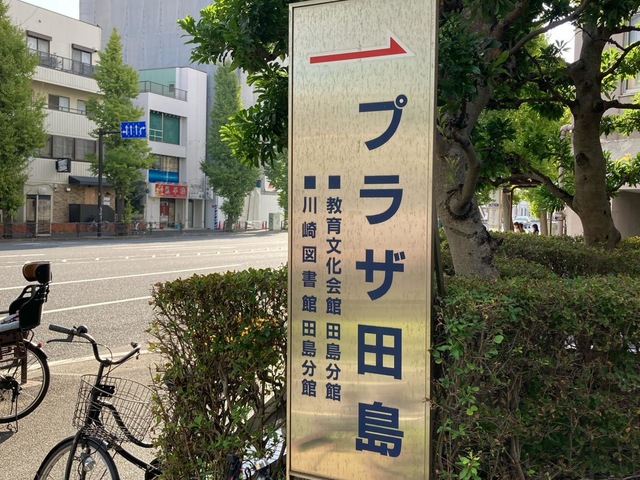 プラザ田島
■教育文化会館 田島分館
■川崎図書館 田島分館